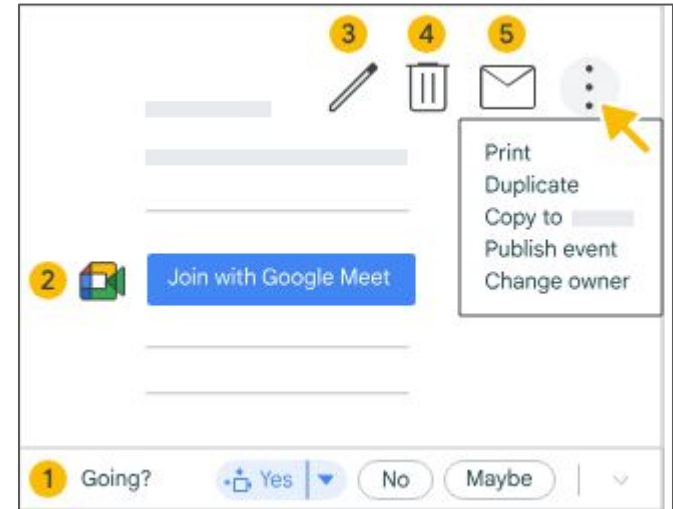 3 4 5
Print
Duplicate
Copy to
Publish event
Change owner
2 Join with Google Meet
1 Going? Yes No Maybe